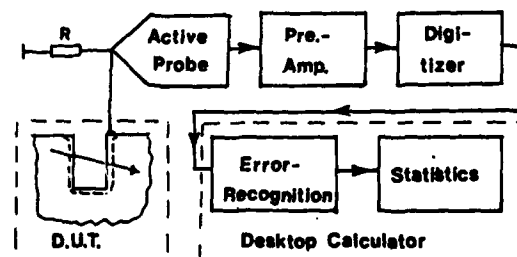 R
Active
Probe
Pre.-
Amp.
Digi-
tizer
Error-
Recognition
Statistics
D.U.T.
Desktop Calculator